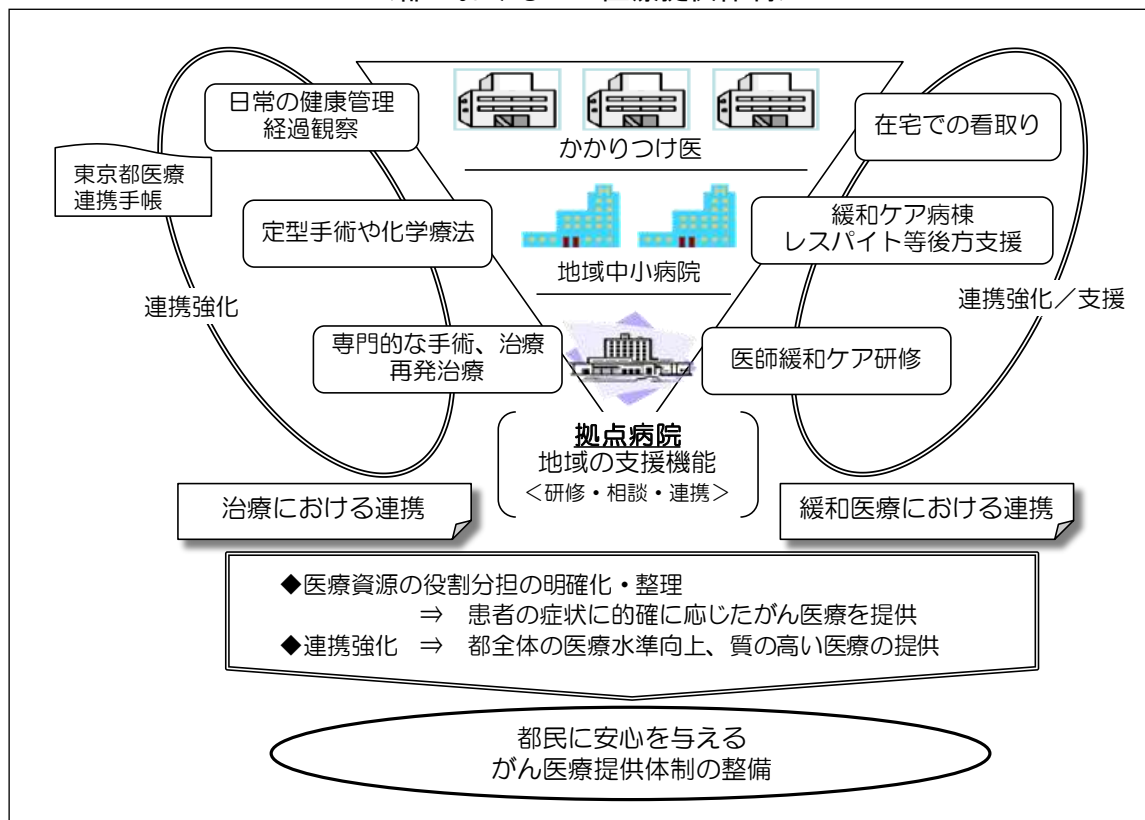 日常の健康管理
経過観察
東京都医療
連携手帳
定型手術や化学療法
連携強化
専門的な手術、治療
再発治療
かかりつけ医
地域中小病院
拠点病院
地域の支援機能
＜研修・相談・連携＞
在宅での看取り
緩和ケア病棟
レスパイト等後方支援
連携強化／支援
医師緩和ケア研修
治療における連携
緩和医療における連携
◆医療資源の役割分担の明確化・整理
⇒　患者の症状に的確に応じたがん医療を提供
◆連携強化　⇒　都全体の医療水準向上、質の高い医療の提供
都民に安心を与える
がん医療提供体制の整備